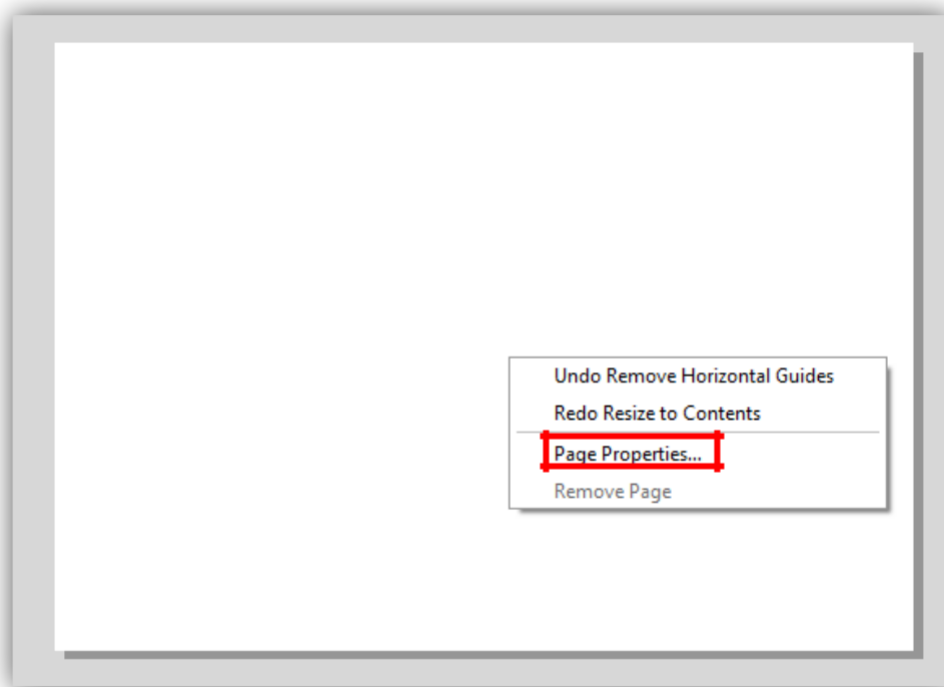 Undo Remove Horizontal Guides
Redo Resize to Contents
Page Properties...
Remove Page